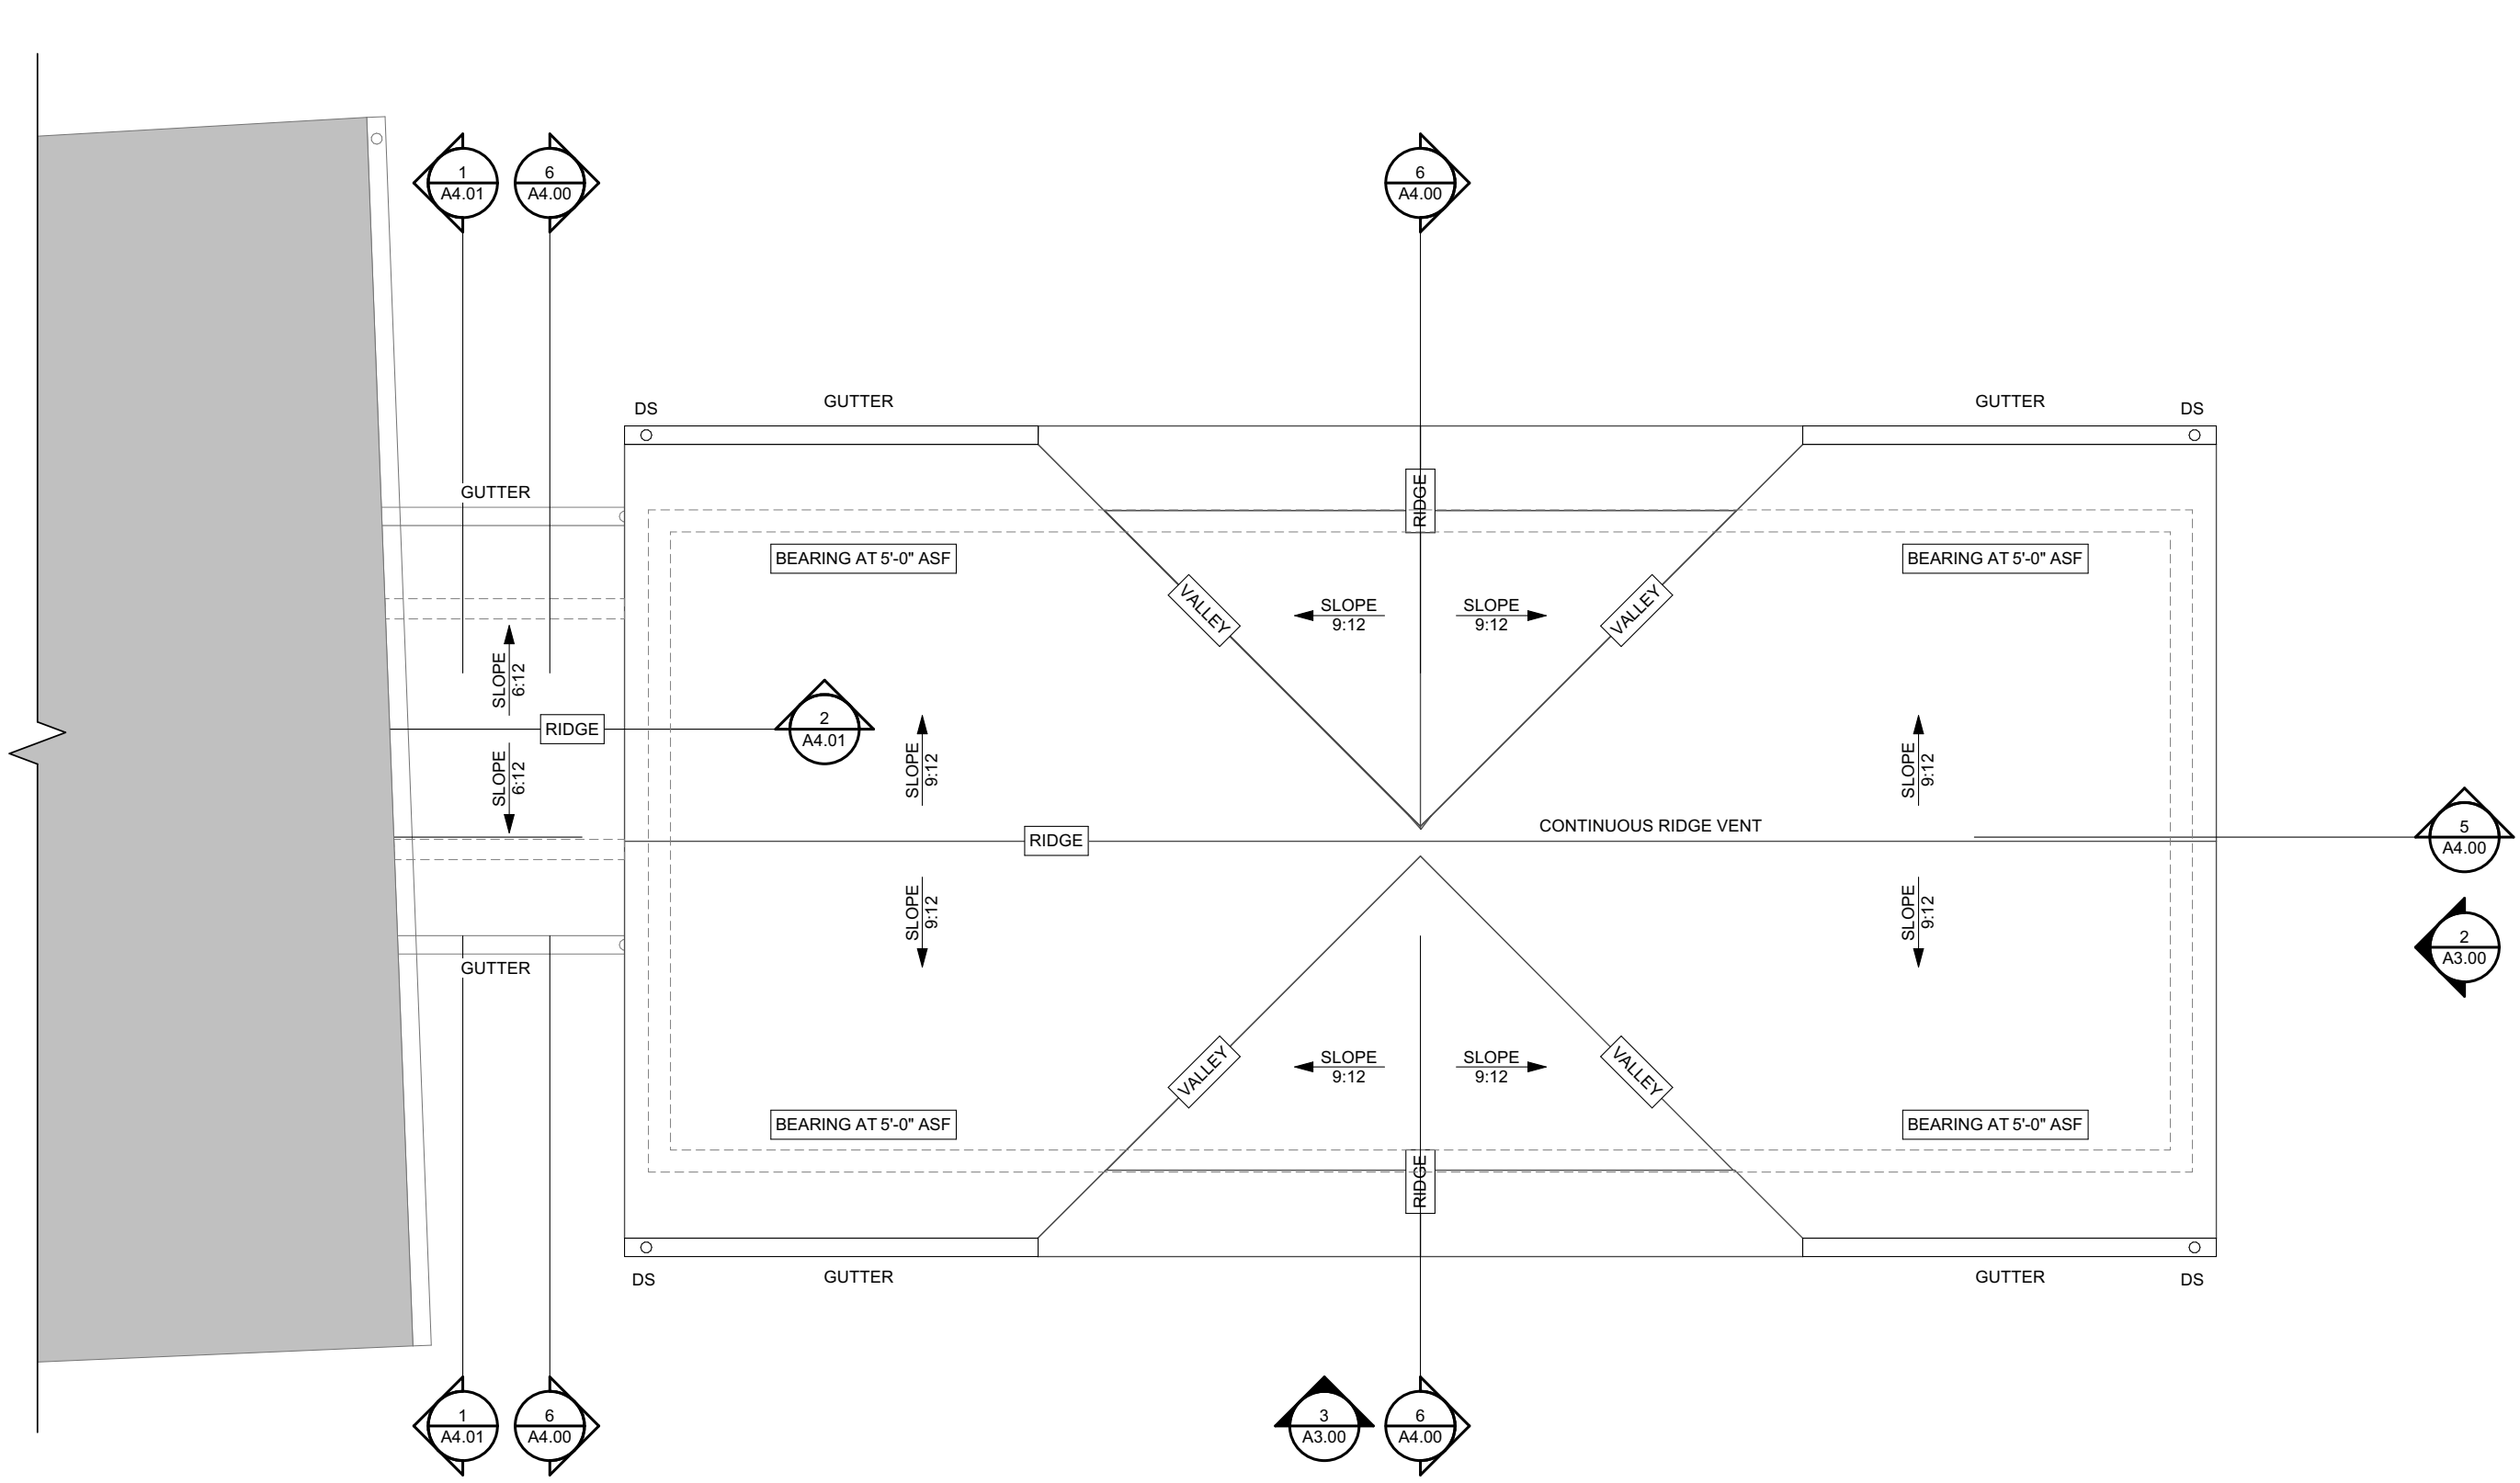 1
A4.01
6
A4.00
6
A4.00
DS
GUTTER
GUTTER
DS
GUTTER
RIDGE
BEARING AT 5'-0" ASF
BEARING AT 5'-0" ASF
VALLEY
VALLEY
SLOPE
9:12
SLOPE
9:12
SLOPE
6:12
RIDGE
2
A4.01
SLOPE
9:12
SLOPE
9:12
SLOPE
6:12
RIDGE
CONTINUOUS RIDGE VENT
5
A4.00
SLOPE
9:12
SLOPE
9:12
2
A3.00
GUTTER
VALLEY
VALLEY
SLOPE
9:12
SLOPE
9:12
BEARING AT 5'-0" ASF
BEARING AT 5'-0" ASF
RIDGE
DS
GUTTER
GUTTER
DS
1
A4.01
6
A4.00
3
A3.00
6
A4.00